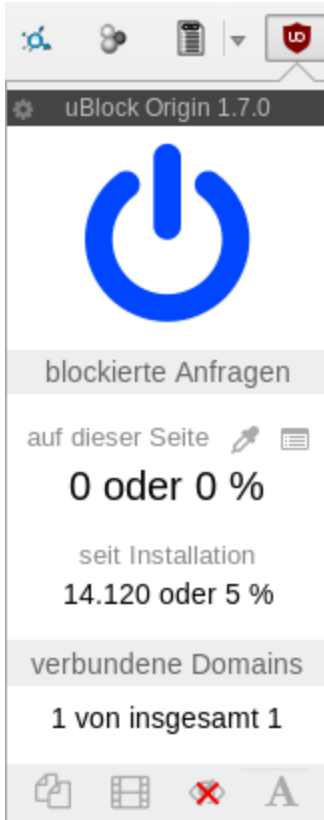 uBlock Origin 1.7.0
blockierte Anfragen
auf dieser Seite
0 oder 0 %
seit Installation
14.120 oder 5 %
verbundene Domains
1 von insgesamt 1
A